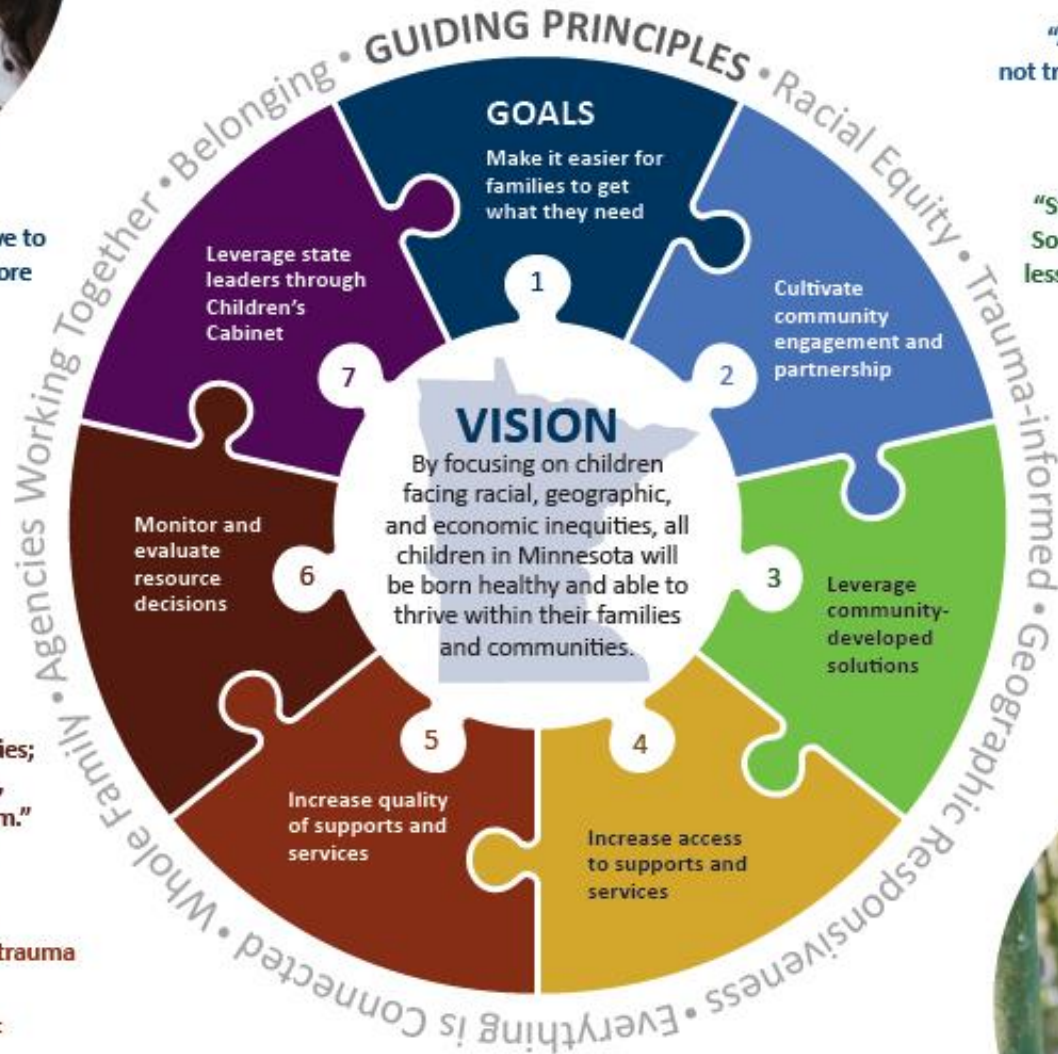 GUIDING PRINCIPLES • Racial Equity • Trauma-informed • Geographic Responsiveness • Everything is Connected • Whole Family • Agencies Working Together • Belonging •
GOALS
Make it easier for
families to get
what they need
1
Cultivate
community
engagement and
partnership
2
Leverage
community-
developed
solutions
3
Increase access
to supports and
services
4
Increase quality
of supports and
services
5
Monitor and
evaluate
resource
decisions
6
Leverage state
leaders through
Children's
Cabinet
7
VISION
By focusing on children
facing racial, geographic,
and economic inequities, all
children in Minnesota will
be born healthy and able to
thrive within their families
and communities.
to
trauma
not
"
So